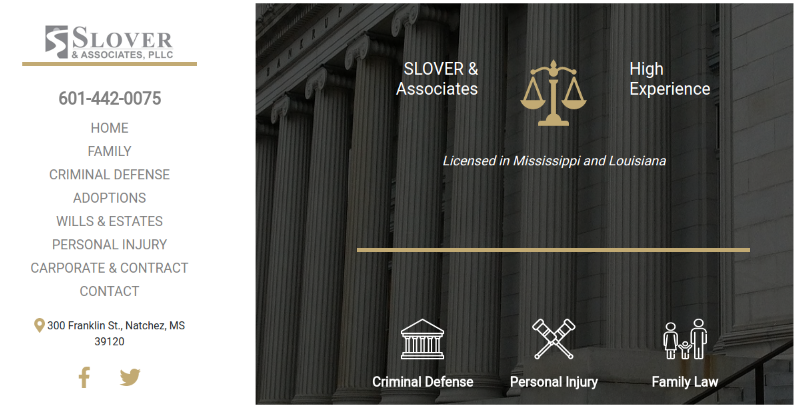 SLOVER
& ASSOCIATES, PLLC
601-442-0075
HOME
FAMILY
CRIMINAL DEFENSE
ADOPTIONS
WILLS & ESTATES
PERSONAL INJURY
CARPORATE & CONTRACT
CONTACT
300 Franklin St., Natchez, MS
39120
SLOVER &
Associates
High
Experience
Licensed in Mississippi and Louisiana
Criminal Defense
Personal Injury
Family Law